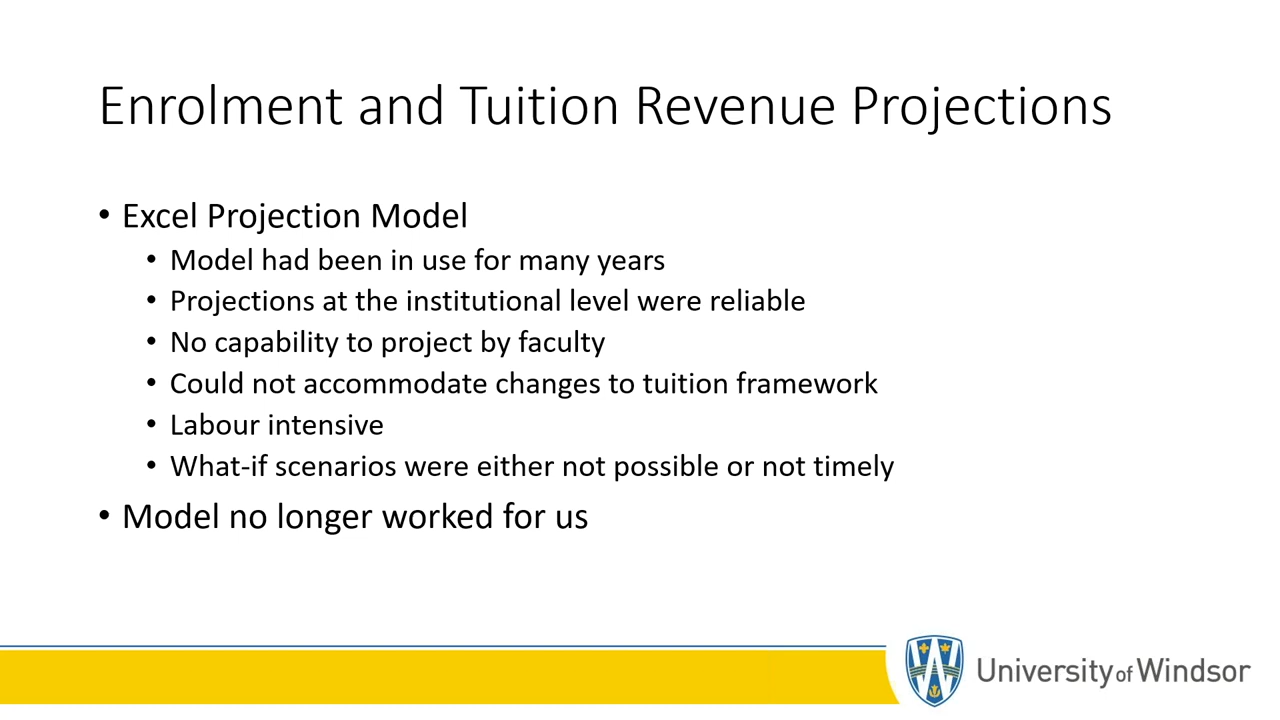 Enrolment and Tuition Revenue Projections
• Excel Projection Model
• Model had been in use for many years
• Projections at the institutional level were reliable
• No capability to project by faculty
• Could not accommodate changes to tuition framework
• Labour intensive
• What-if scenarios were either not possible or not timely
• Model no longer worked for us
University of Windsor